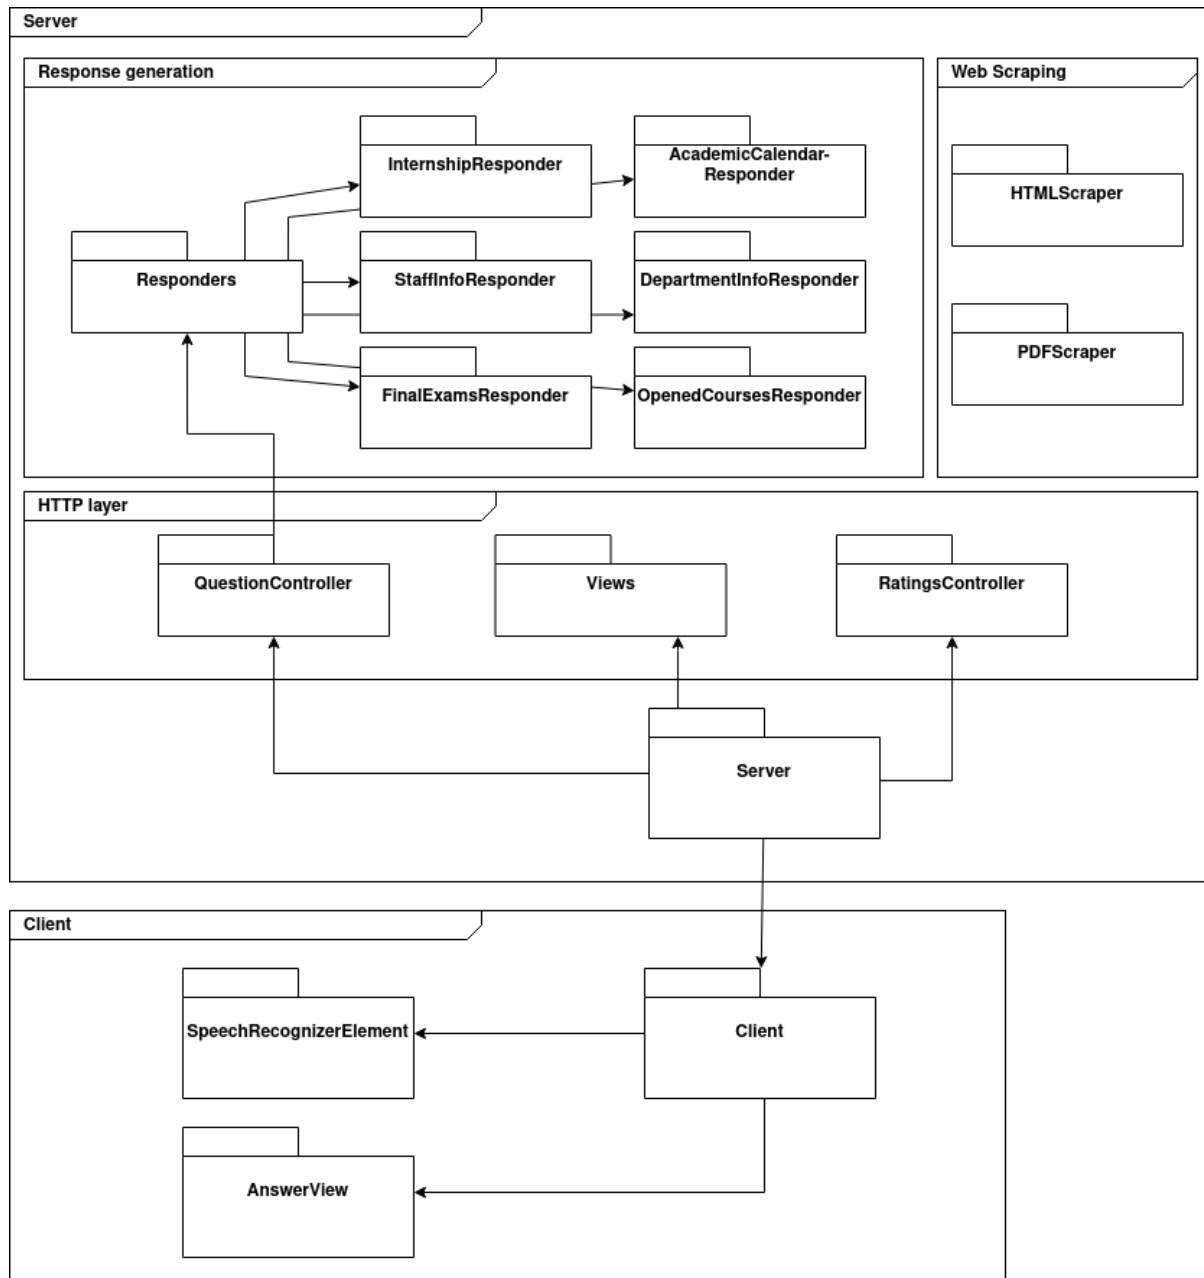 Server
Response generation
Web Scraping
InternshipResponder
AcademicCalendar-
Responder
HTMLScraper
Responders
StaffInfoResponder
DepartmentInfoResponder
PDFScraper
FinalExamsResponder
OpenedCoursesResponder
HTTP layer
QuestionController
Views
RatingsController
Server
Client
SpeechRecognizerElement
Client
AnswerView